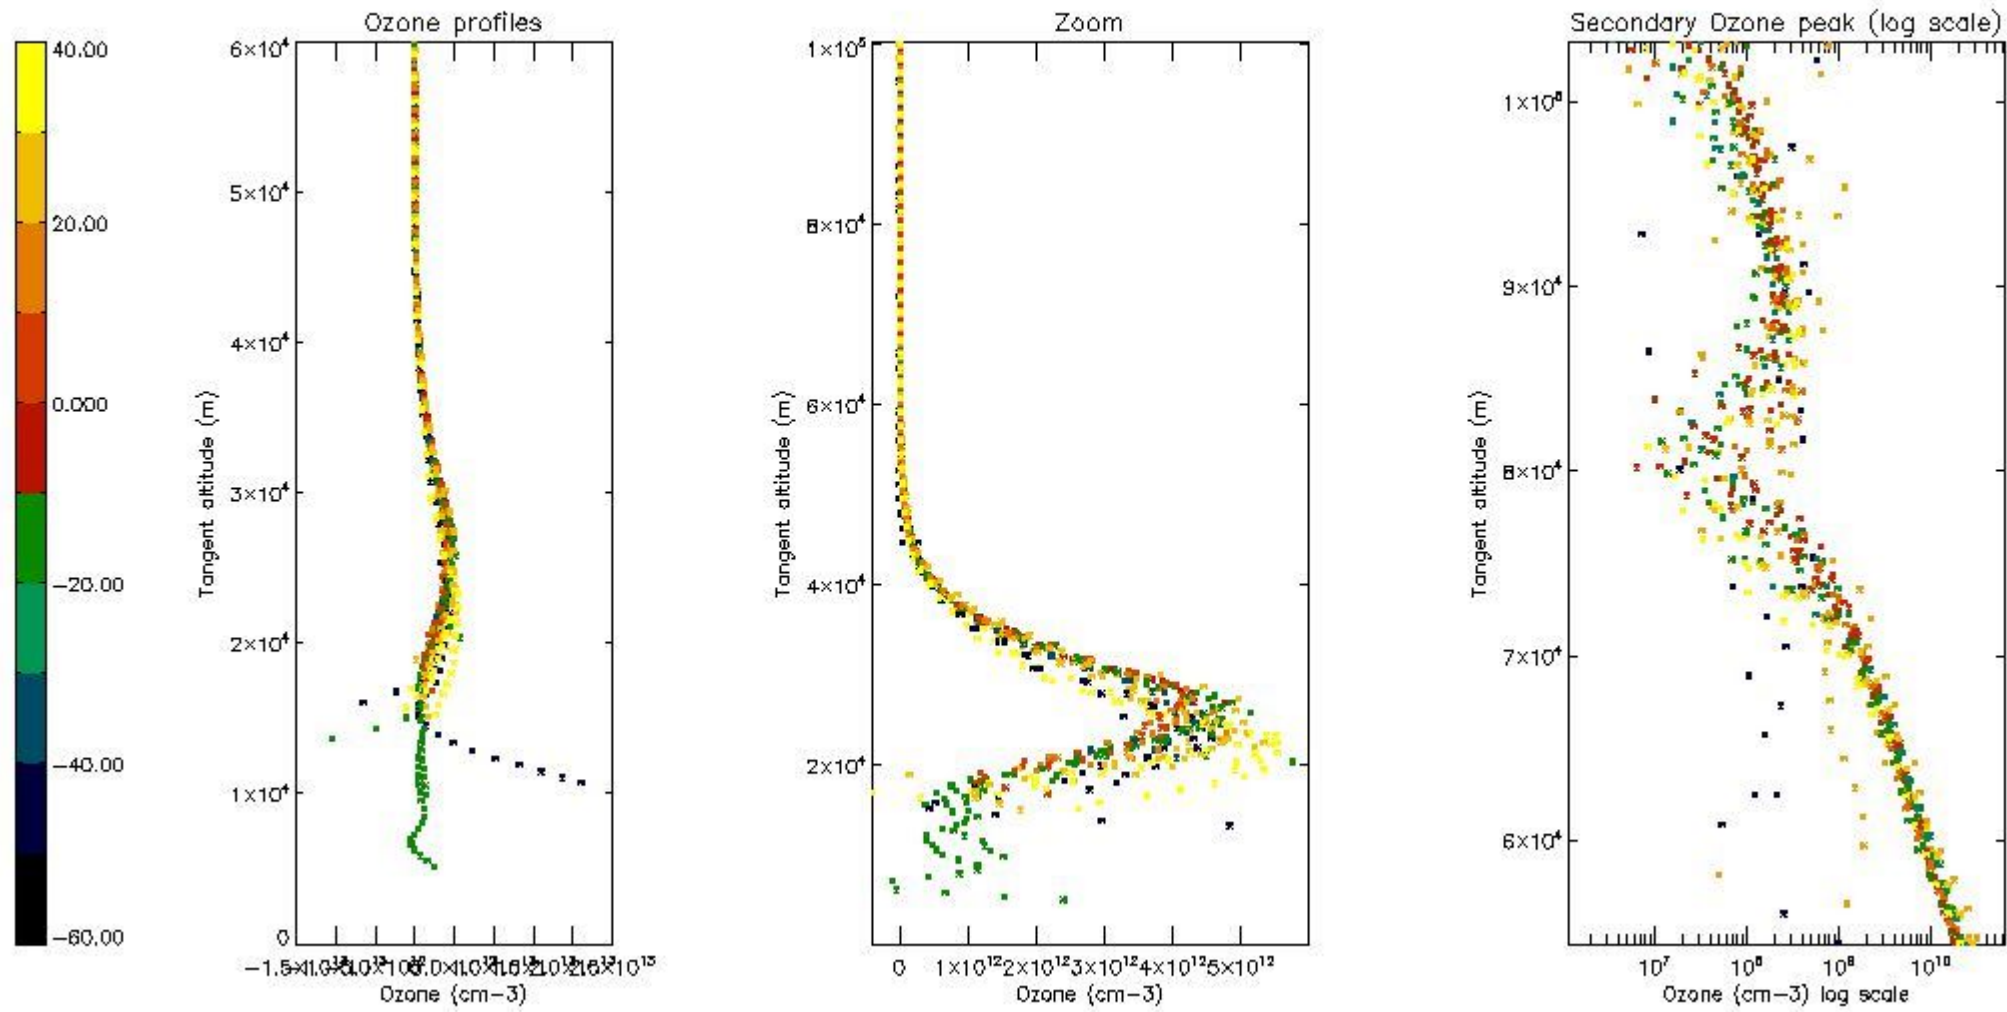 Ozone profiles
Zoom
Secondary Ozone peak (log scale)
40.00
20.00
0.000
−20.00
−40.00
−60.00
6×10⁴
5×10⁴
4×10⁴
3×10⁴
2×10⁴
1×10⁴
0
Tangent altitude (m)
Ozone (cm−3)
1×10⁵
8×10⁴
6×10⁴
4×10⁴
2×10⁴
Tangent altitude (m)
0 1×10¹² 2×10¹² 3×10¹² 4×10¹² 5×10¹²
Ozone (cm−3)
1×10⁵
9×10⁴
8×10⁴
7×10⁴
6×10⁴
Tangent altitude (m)
10⁷ 10⁸ 10⁹ 10¹⁰
Ozone (cm−3) log scale